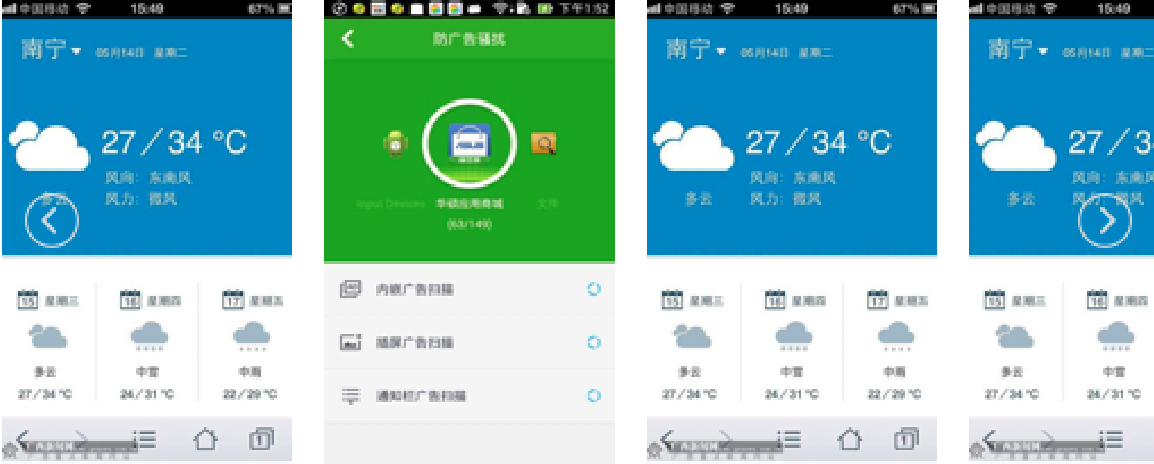 中国移动 15:49 67%
南宁 05月14日 星期二
27/34 °C
风向: 东南风
多云 风力: 微风
15 星期三 16 星期四 17 星期五
多云 中雷 中雨
27/34 °C 24/31 °C 22/29 °C
1
下午1:52
防广告骚扰
Input Devices 华硕应用商城 文件
(63/149)
内嵌广告扫描
插屏广告扫描
通知栏广告扫描
中国移动 15:49 67%
南宁 05月14日 星期二
27/34 °C
风向: 东南风
多云 风力: 微风
15 星期三 16 星期四 17 星期五
多云 中雷 中雨
27/34 °C 24/31 °C 22/29 °C
1
中国移动 15:49
南宁 05月14日 星期二
27/3
风向: 东南风
多云 风力: 微风
15 星期三 16 星期四
多云 中雷
27/34 °C 24/31 °C